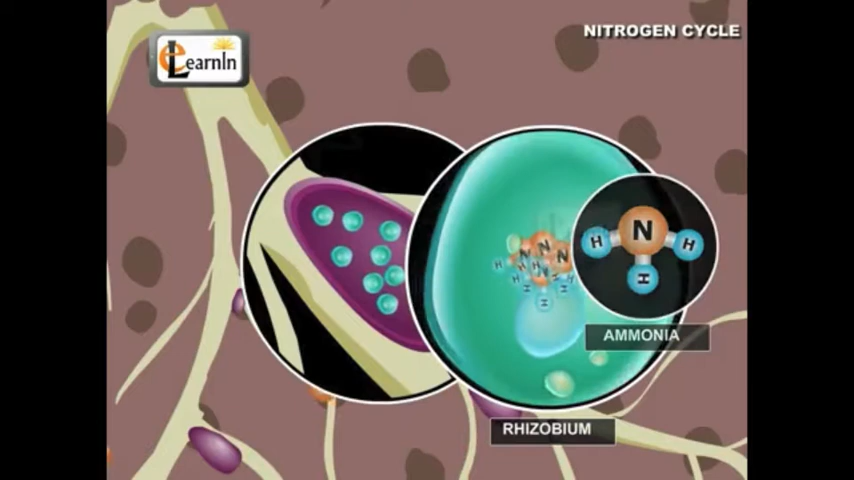 NITROGEN CYCLE
eLearnIn
N
H
H
H
AMMONIA
RHIZOBIUM